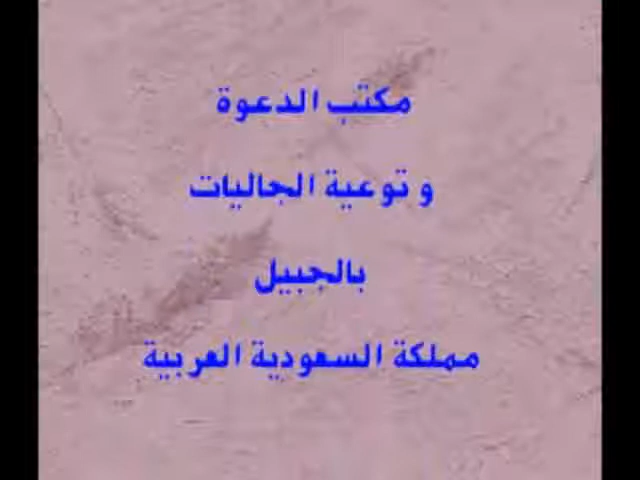 مكتب الدعوة
و توعية الجاليات
بالجبيل
مملكة السعودية العربية